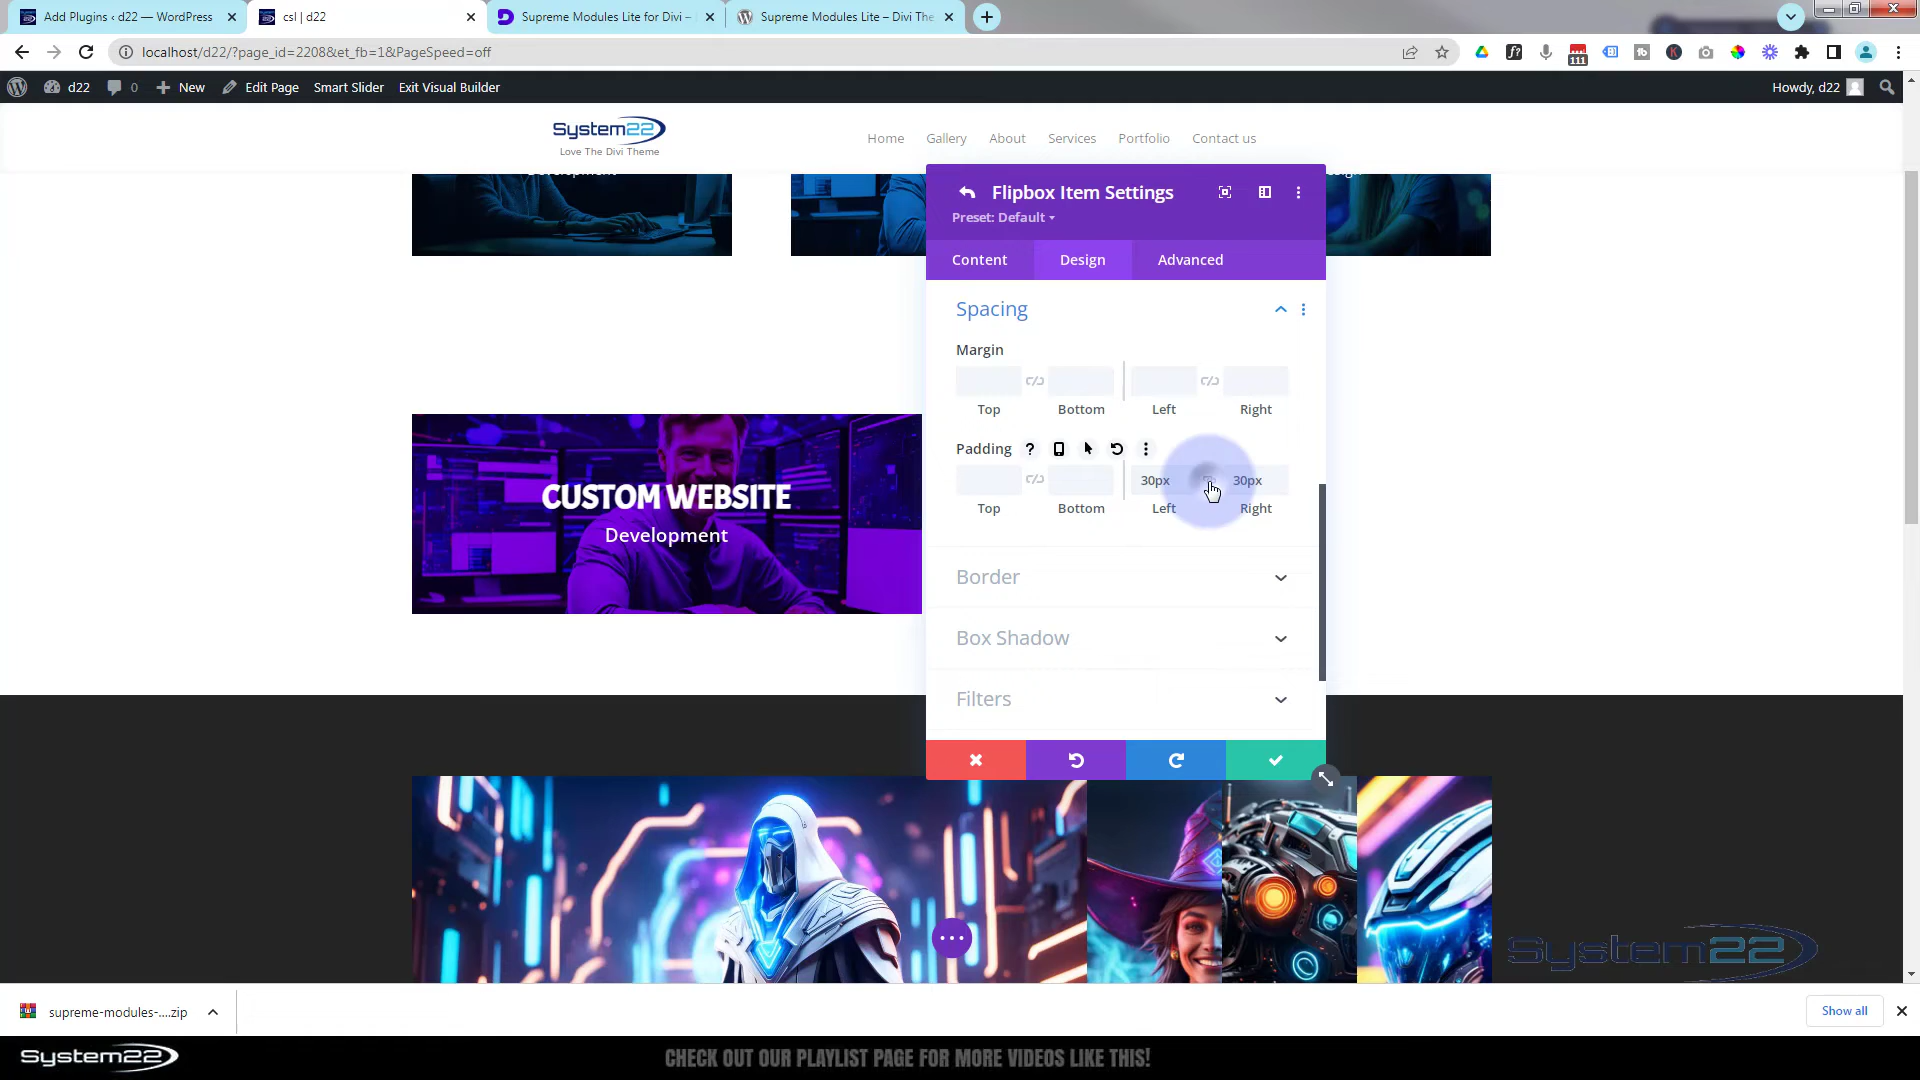 Add Plugins ‹ d22 — WordPress
csl | d22
Supreme Modules Lite for Divi –
Supreme Modules Lite – Divi The
localhost/d22/?page_id=2208&et_fb=1&PageSpeed=off
111
d22
0
New
Edit Page
Smart Slider
Exit Visual Builder
Howdy, d22
System22
Love The Divi Theme
Home
Gallery
About
Services
Portfolio
Contact us
Development
Flipbox Item Settings
Preset: Default
Content
Design
Advanced
Spacing
Margin
Top
Bottom
Left
Right
Padding
30px
30px
Top
Bottom
Left
Right
Border
Box Shadow
Filters
CUSTOM WEBSITE
Development
System22
supreme-modules-....zip
Show all
System22
CHECK OUT OUR PLAYLIST PAGE FOR MORE VIDEOS LIKE THIS!